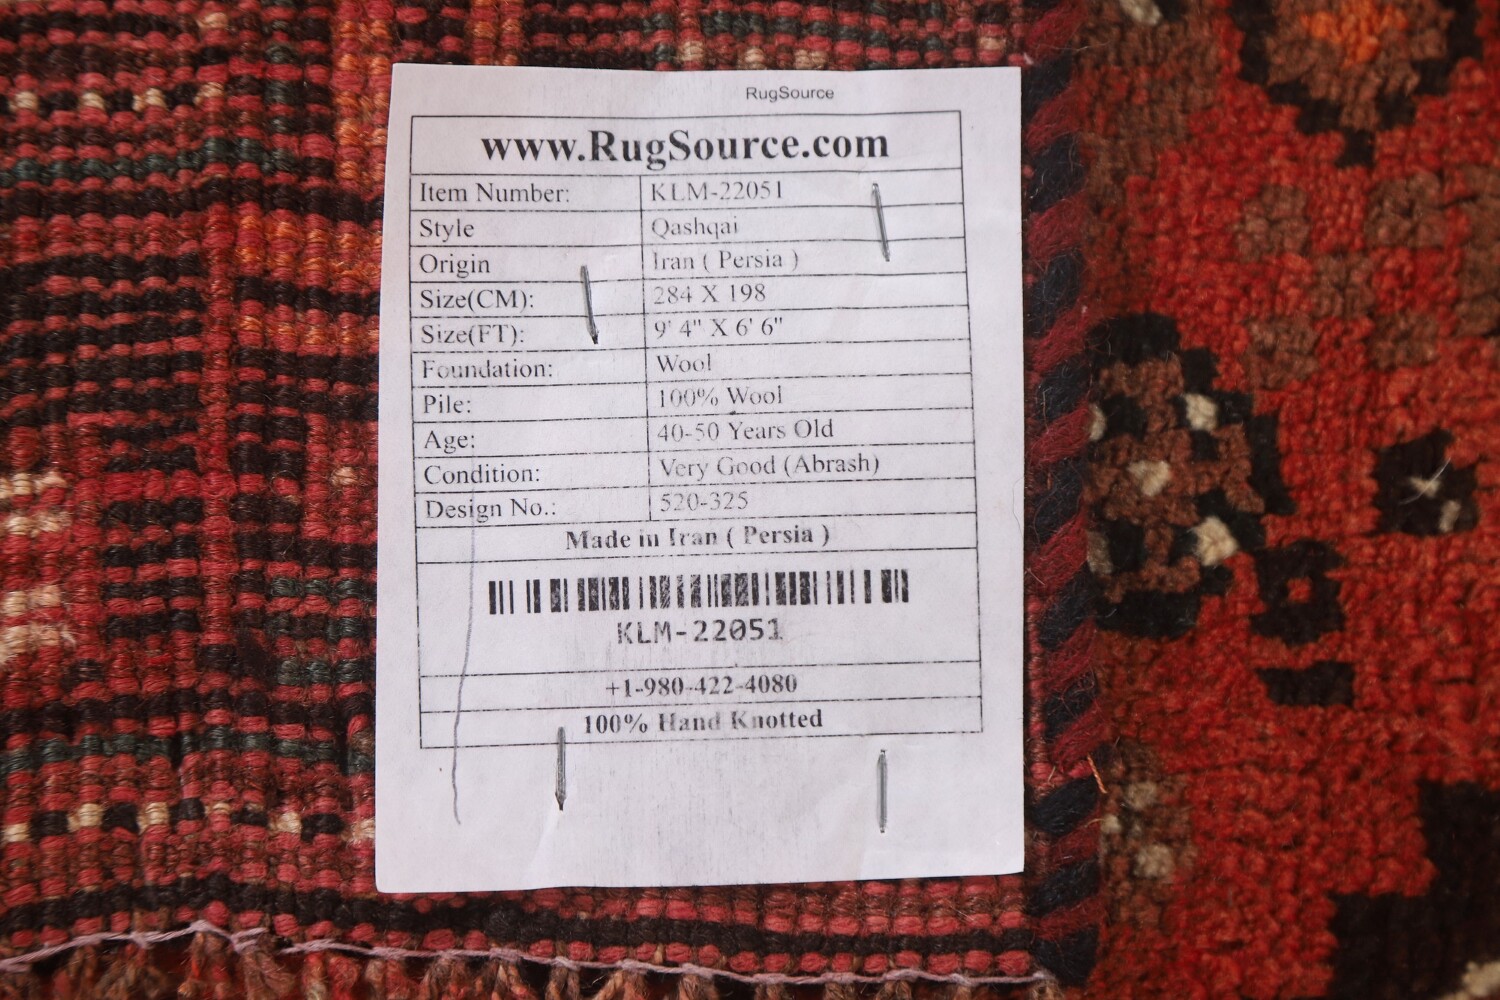 RugSource
www.RugSource.com
Item Number: KLM-22051
Style Qashqai
Origin Iran ( Persia )
Size(CM): 284 X 198
Size(FT): 9' 4" X 6' 6"
Foundation: Wool
Pile: 100% Wool
Age: 40-50 Years Old
Condition: Very Good (Abrash)
Design No.: 520-325
Made in Iran ( Persia )
KLM-22051
+1-980-422-4080
100% Hand Knotted